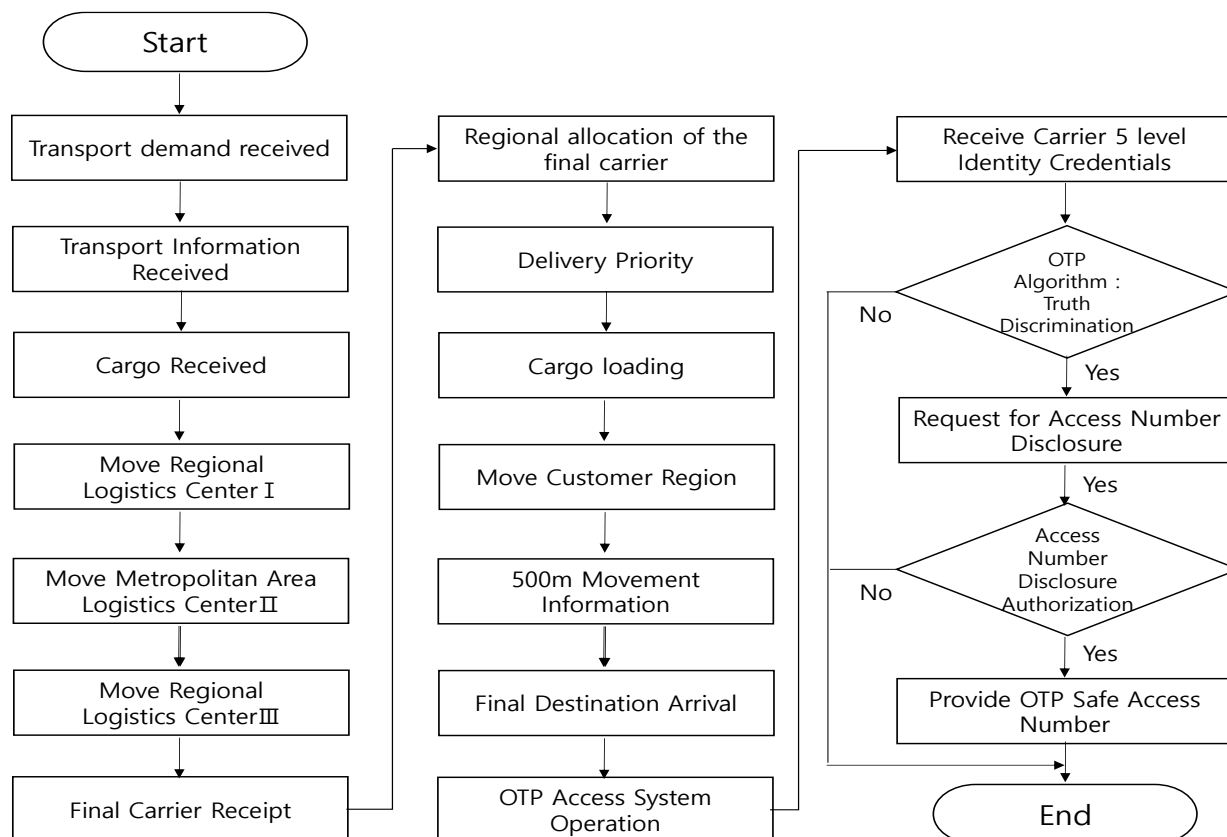 Start
Transport demand received
Transport Information
Received
Cargo Received
Move Regional
Logistics Center Ⅰ
Move Metropolitan Area
Logistics Center Ⅱ
Move Regional
Logistics Center Ⅲ
Final Carrier Receipt
Regional allocation of the
final carrier
Delivery Priority
Cargo loading
Move Customer Region
500m Movement
Information
Final Destination Arrival
OTP Access System
Operation
Receive Carrier 5 level
Identity Credentials
OTP
Algorithm :
Truth
Discrimination
No
Yes
Request for Access Number
Disclosure
Yes
Access
Number
Disclosure
Authorization
No
Yes
Provide OTP Safe Access
Number
End